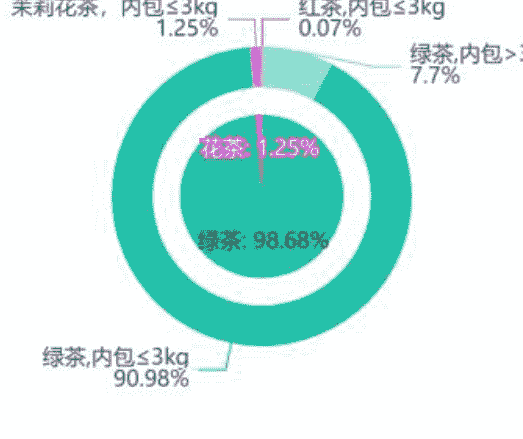 茉莉花茶，内包≤3kg
1.25%
红茶,内包≤3kg
0.07%
绿茶,内包>3
7.7%
花茶: 1.25%
绿茶: 98.68%
绿茶,内包≤3kg
90.98%